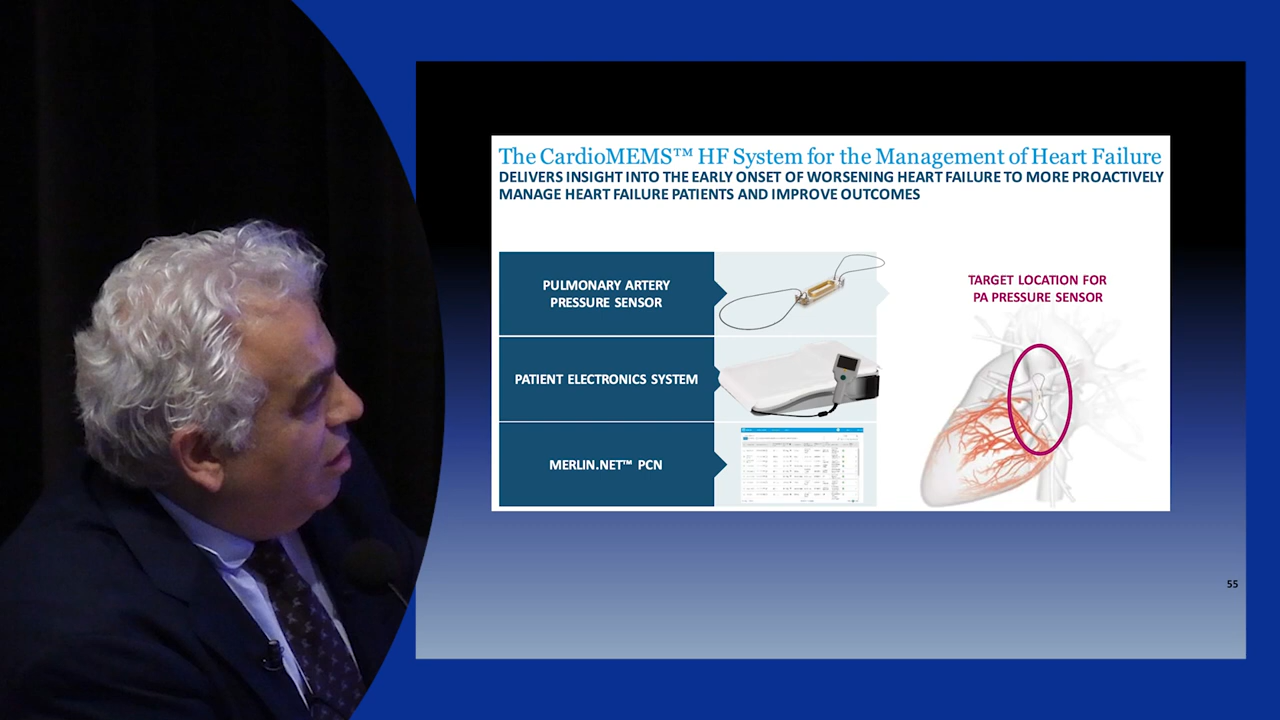 The CardioMEMS™ HF System for the Management of Heart Failure
DELIVERS INSIGHT INTO THE EARLY ONSET OF WORSENING HEART FAILURE TO MORE PROACTIVELY
MANAGE HEART FAILURE PATIENTS AND IMPROVE OUTCOMES
PULMONARY ARTERY
PRESSURE SENSOR
PATIENT ELECTRONICS SYSTEM
MERLIN.NET™ PCN
TARGET LOCATION FOR
PA PRESSURE SENSOR
55